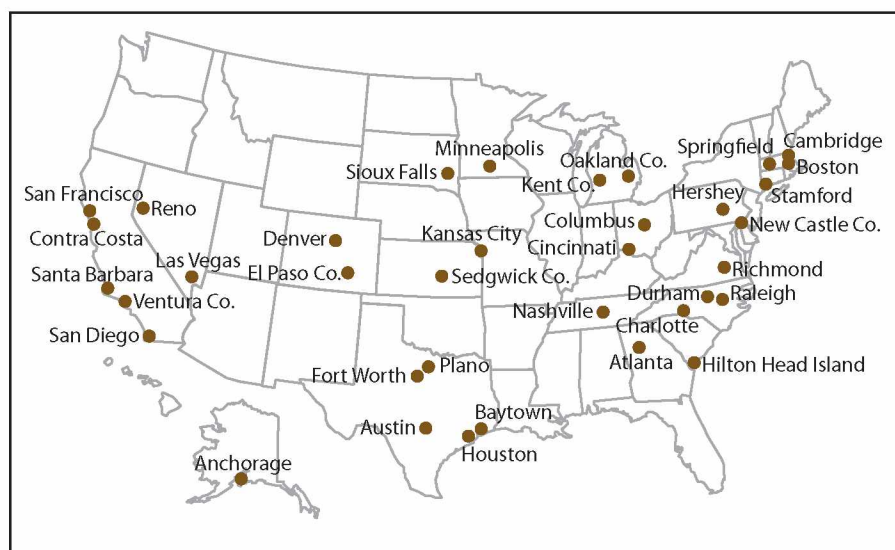 Minneapolis
Springfield
Cambridge
Sioux Falls
Oakland Co.
Boston
Kent Co.
Hershey
Stamford
San Francisco
Reno
Columbus
New Castle Co.
Contra Costa
Denver
Kansas City
Cincinnati
Las Vegas
Santa Barbara
El Paso Co.
Sedgwick Co.
Richmond
Ventura Co.
Durham
Raleigh
Nashville
Charlotte
San Diego
Atlanta
Hilton Head Island
Plano
Fort Worth
Baytown
Austin
Houston
Anchorage